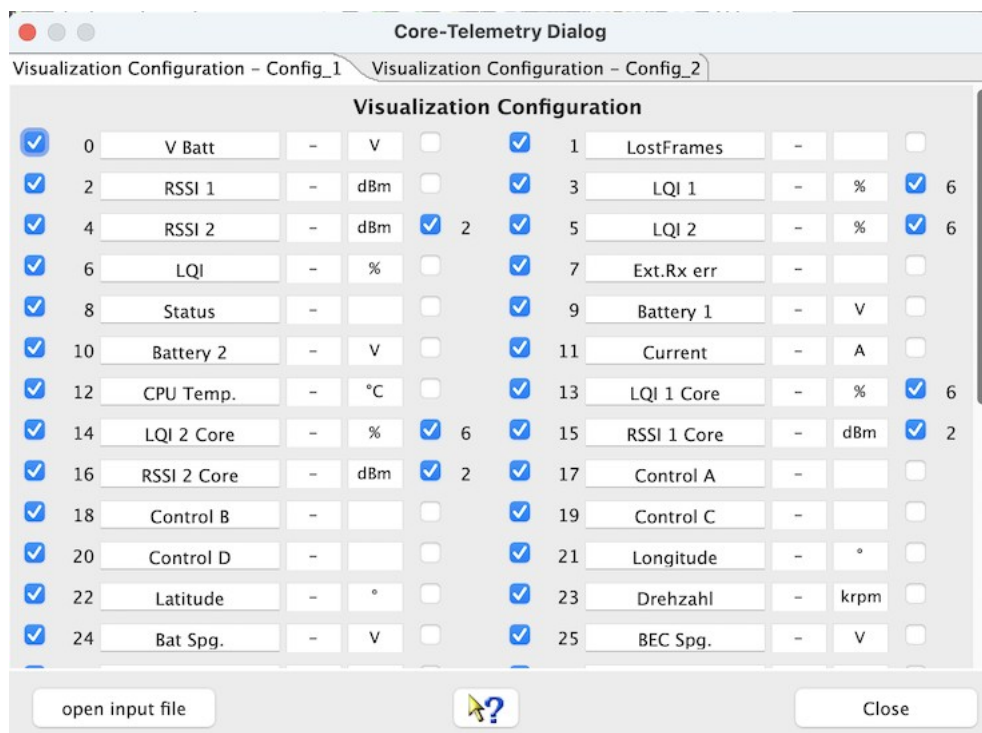 Core-Telemetry Dialog
Visualization Configuration – Config_1 Visualization Configuration – Config_2
Visualization Configuration
0 V Batt – V 1 LostFrames –
2 RSSI 1 – dBm 3 LQI 1 – % 6
4 RSSI 2 – dBm 2 5 LQI 2 – % 6
6 LQI – % 7 Ext.Rx err –
8 Status – 9 Battery 1 – V
10 Battery 2 – V 11 Current – A
12 CPU Temp. – °C 13 LQI 1 Core – % 6
14 LQI 2 Core – % 6 15 RSSI 1 Core – dBm 2
16 RSSI 2 Core – dBm 2 17 Control A –
18 Control B – 19 Control C –
20 Control D – 21 Longitude – °
22 Latitude – ° 23 Drehzahl – krpm
24 Bat Spg. – V 25 BEC Spg. – V
open input file ? Close